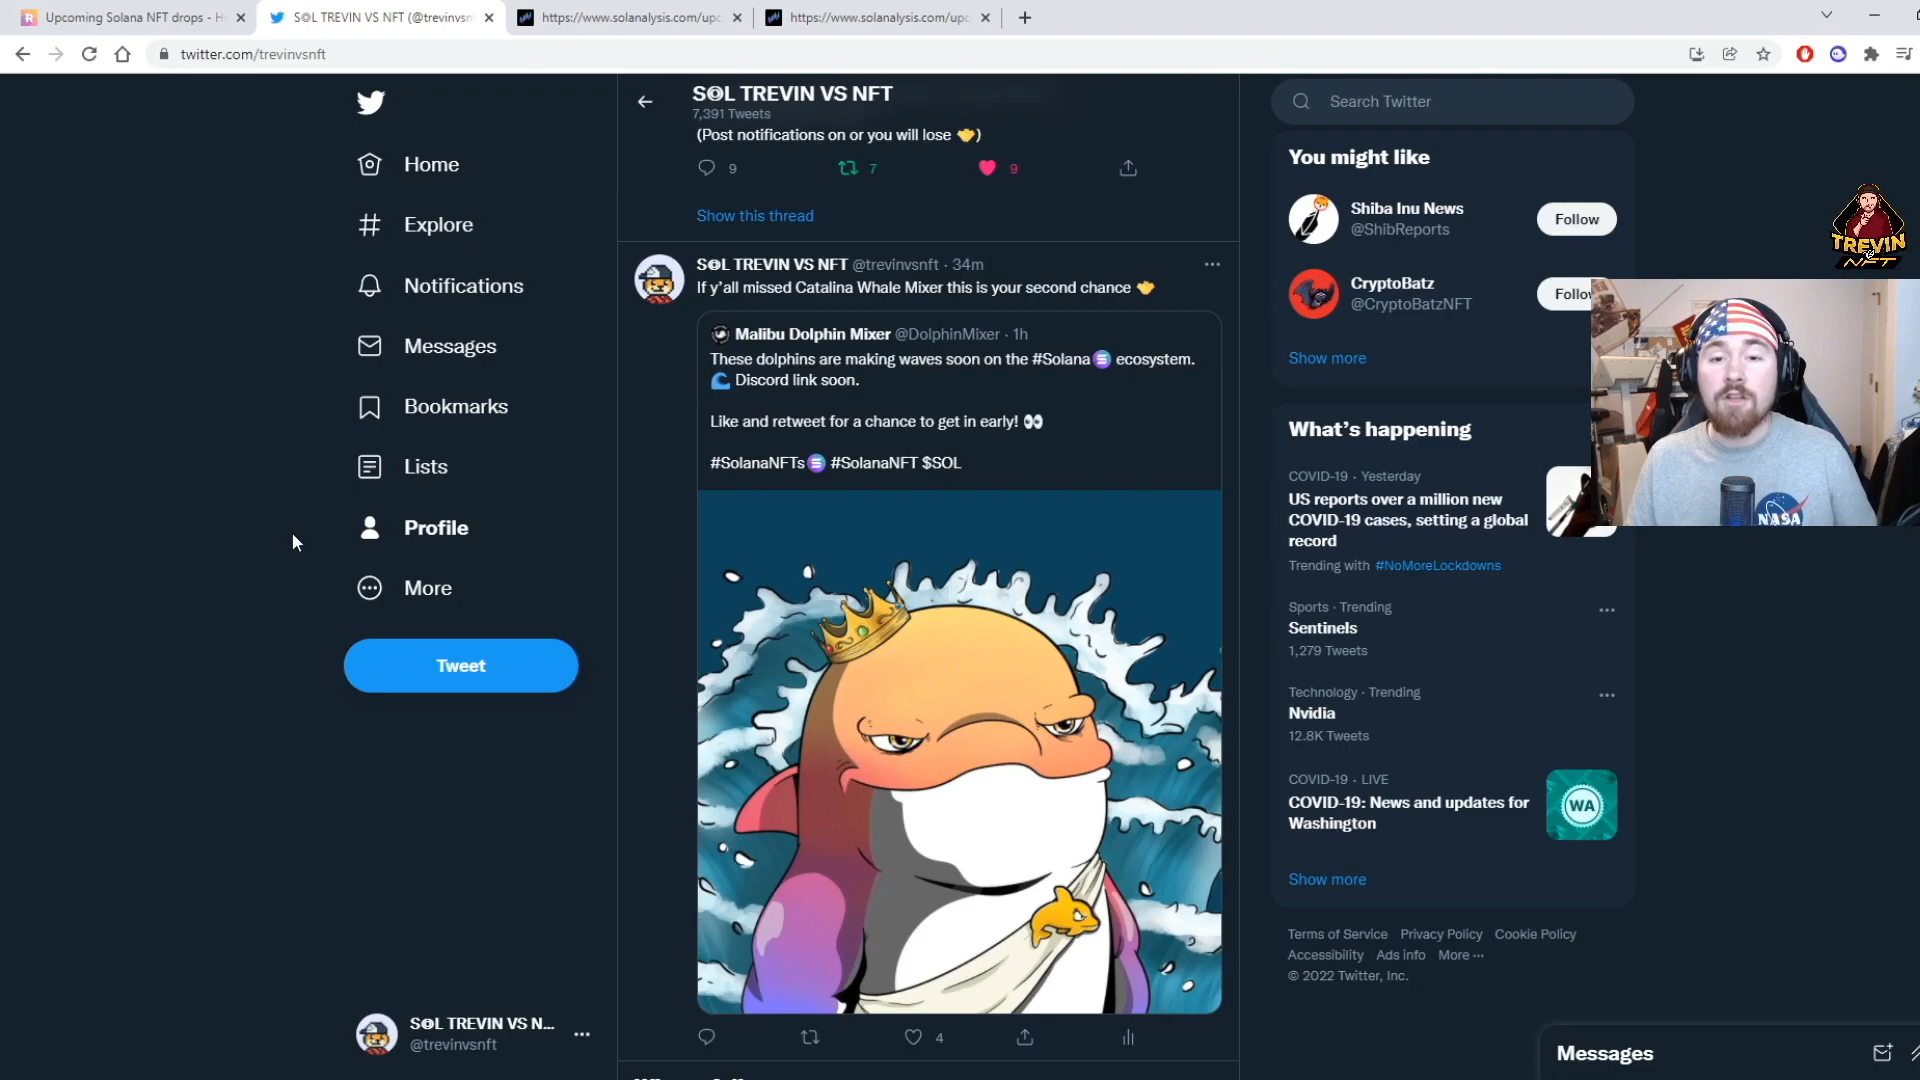 Upcoming Solana NFT drops - H
S◎L TREVIN VS NFT (@trevinvsn
https://www.solanalysis.com/upc
https://www.solanalysis.com/upc
twitter.com/trevinvsnft
Home
Explore
Notifications
Messages
Bookmarks
Lists
Profile
More
Tweet
S◎L TREVIN VS N...
@trevinvsnft
S◎L TREVIN VS NFT
7,391 Tweets
(Post notifications on or you will lose 🤝)
9 7 9
Show this thread
S◎L TREVIN VS NFT @trevinvsnft · 34m
If y’all missed Catalina Whale Mixer this is your second chance 🤝
Malibu Dolphin Mixer @DolphinMixer · 1h
These dolphins are making waves soon on the #Solana ecosystem.
🌊 Discord link soon.
Like and retweet for a chance to get in early! 👀
#SolanaNFTs #SolanaNFT $SOL
4
Search Twitter
You might like
Shiba Inu News
@ShibReports
Follow
CryptoBatz
@CryptoBatzNFT
Follo
Show more
What’s happening
COVID-19 · Yesterday
US reports over a million new
COVID-19 cases, setting a global
record
Trending with #NoMoreLockdowns
Sports · Trending
Sentinels
1,279 Tweets
Technology · Trending
Nvidia
12.8K Tweets
COVID-19 · LIVE
COVID-19: News and updates for
Washington
WA
Show more
Terms of Service Privacy Policy Cookie Policy
Accessibility Ads info More ···
© 2022 Twitter, Inc.
Messages
TREVIN
NFT
NASA